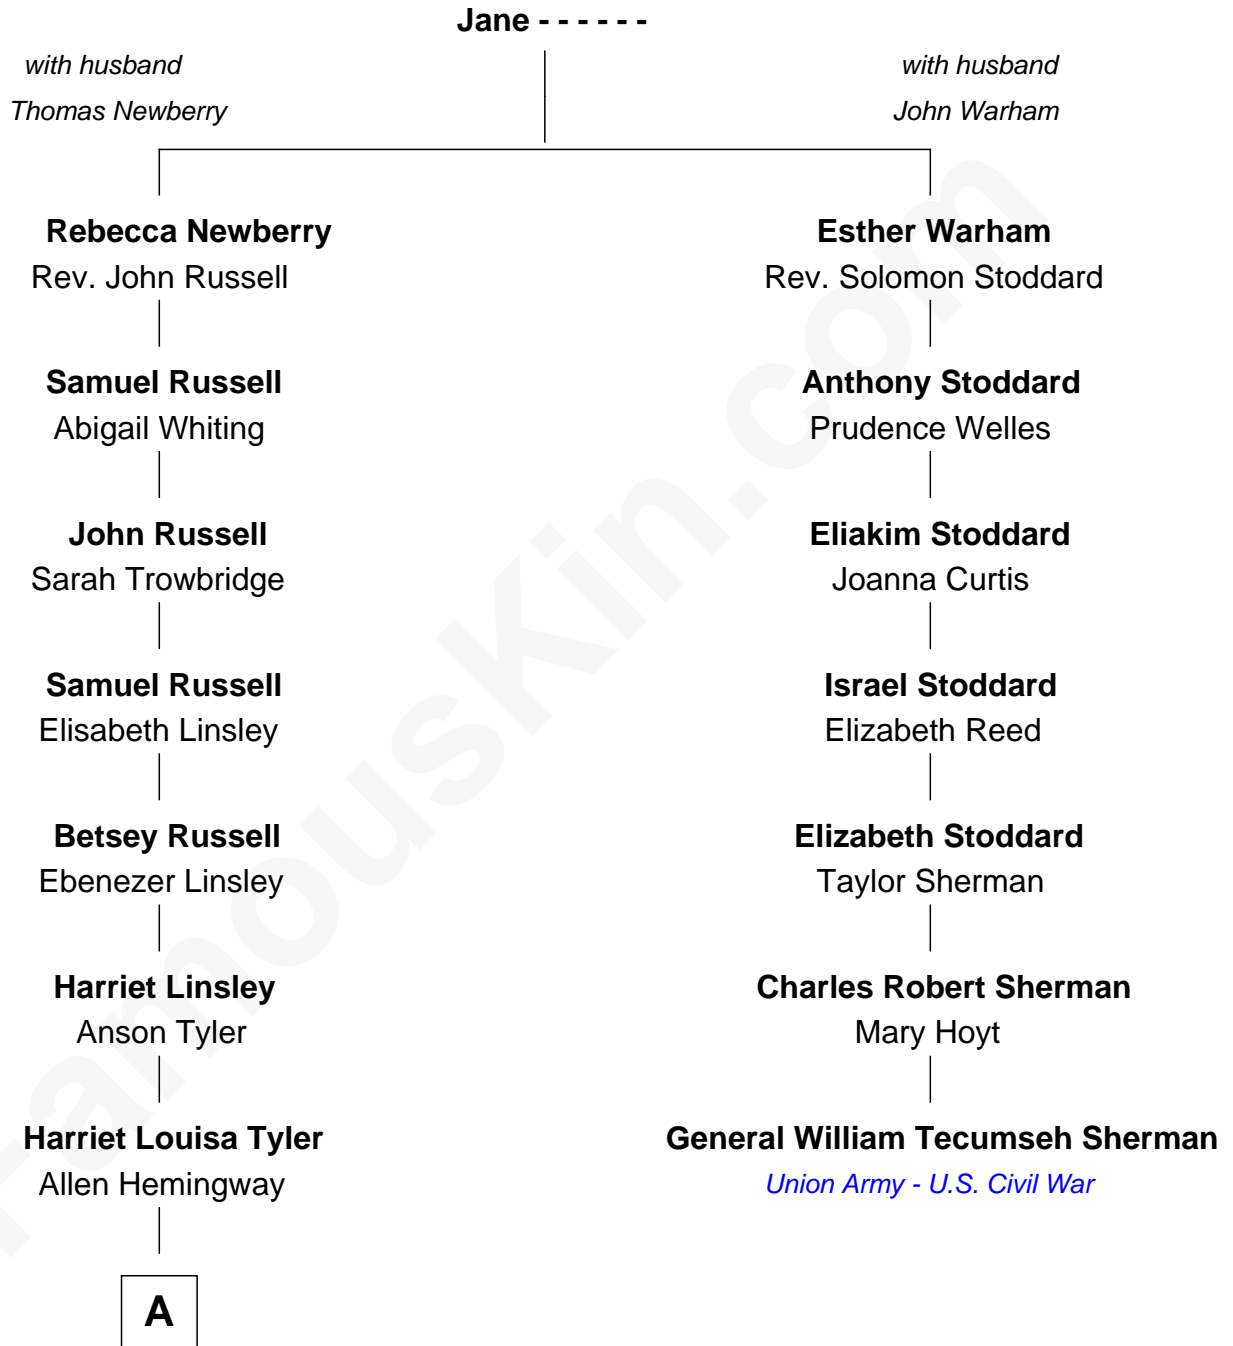 Jane - - - - - -
with husband
Thomas Newberry
with husband
John Warham
Rebecca Newberry
Rev. John Russell
Esther Warham
Rev. Solomon Stoddard
Samuel Russell
Abigail Whiting
Anthony Stoddard
Prudence Welles
John Russell
Sarah Trowbridge
Eliakim Stoddard
Joanna Curtis
Samuel Russell
Elisabeth Linsley
Israel Stoddard
Elizabeth Reed
Betsey Russell
Ebenezer Linsley
Elizabeth Stoddard
Taylor Sherman
Harriet Linsley
Anson Tyler
Charles Robert Sherman
Mary Hoyt
Harriet Louisa Tyler
Allen Hemingway
General William Tecumseh Sherman
Union Army - U.S. Civil War
A
FamousKin.com